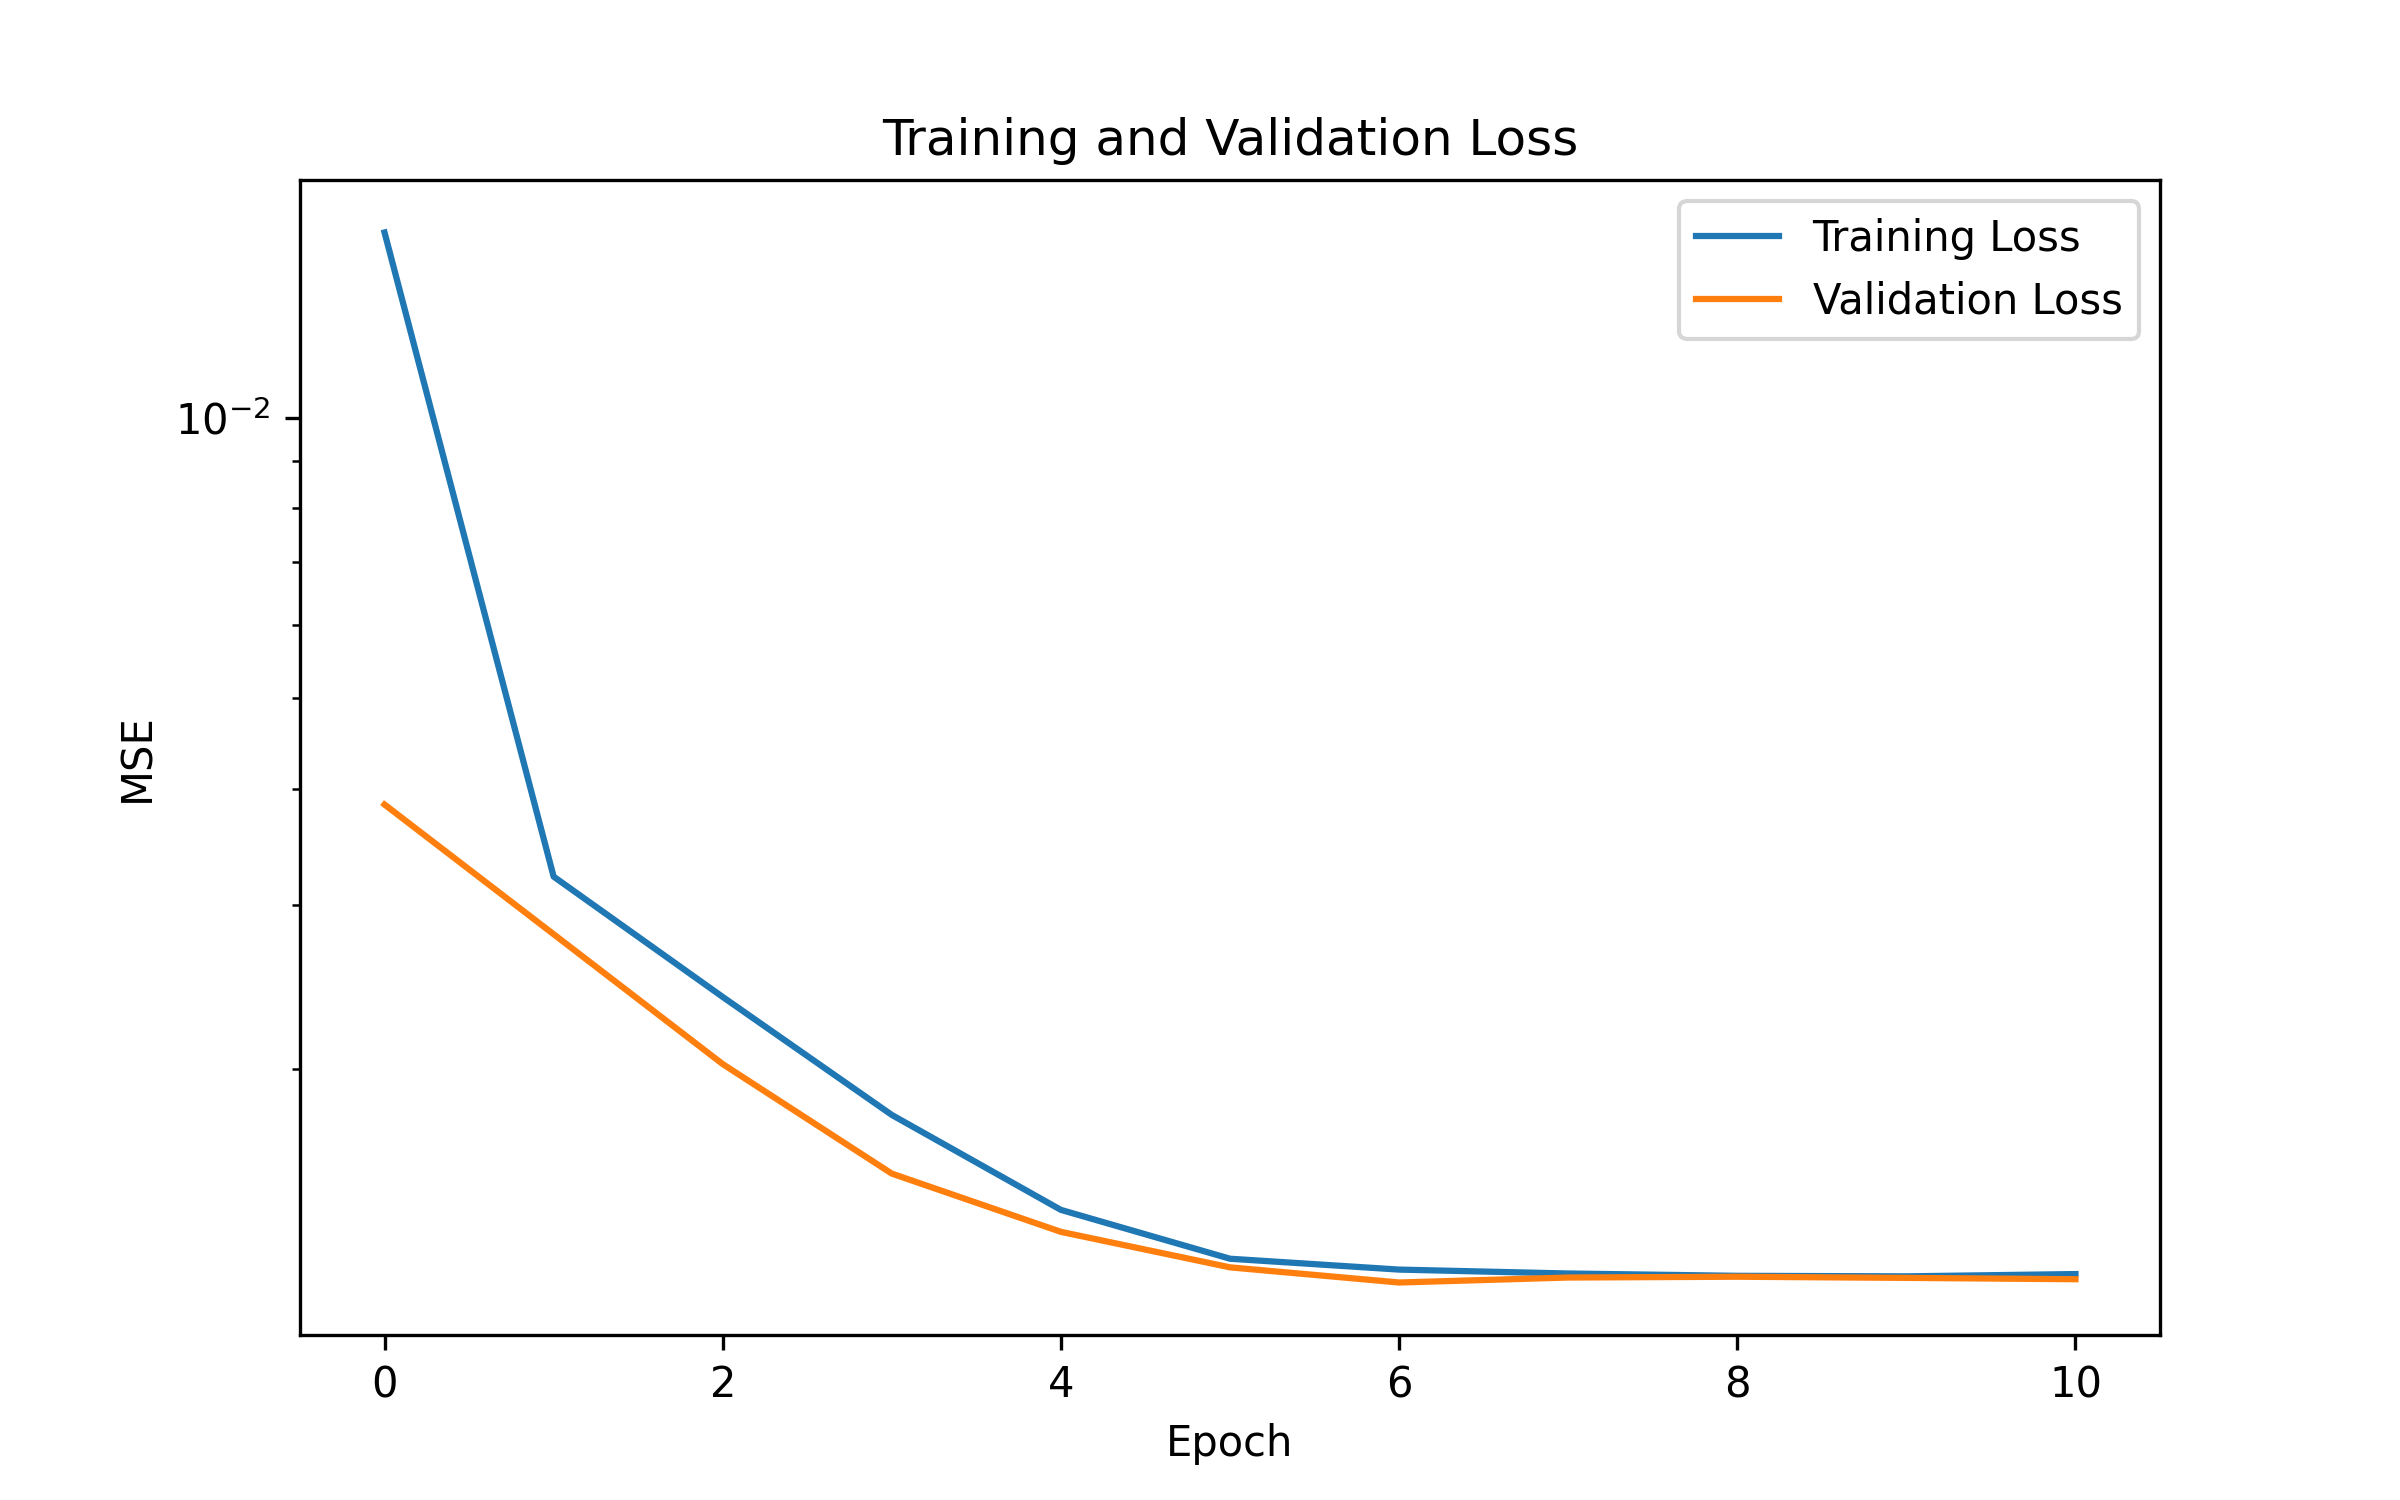 Training and Validation Loss
Training Loss
Validation Loss
10⁻²
MSE
0 2 4 6 8 10
Epoch